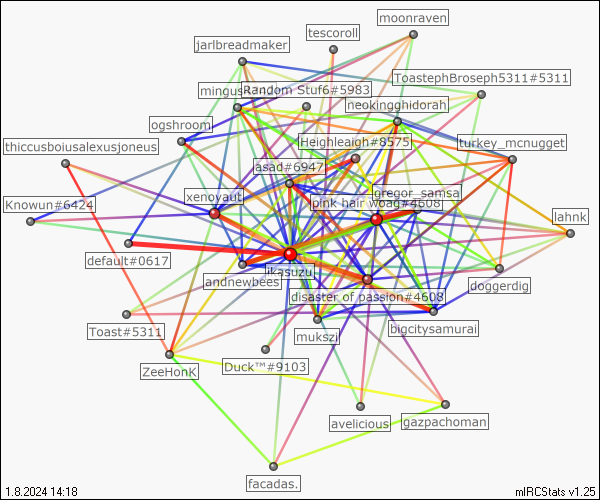 moonraven
tescoroll
jarlbreadmaker
ToastephBroseph5311#5311
Random Stuf6#5983
neokingghidorah
ogshroom
Heighleaigh#8575
turkey_mcnugget
thiccusboiusalexusjoneus
asad#6947
xenovaut
gregor_samsa
pink hair woag#4608
Knowun#6424
lahnk
default#0617
ikasuzu
andnewbees
doggerdig
disaster of passion#4608
Toast#5311
mukszi
bigcitysamurai
ZeeHonK
Duck™#9103
avelicious
gazpachoman
facadas.
1.8.2024 14:18
mIRCStats v1.25